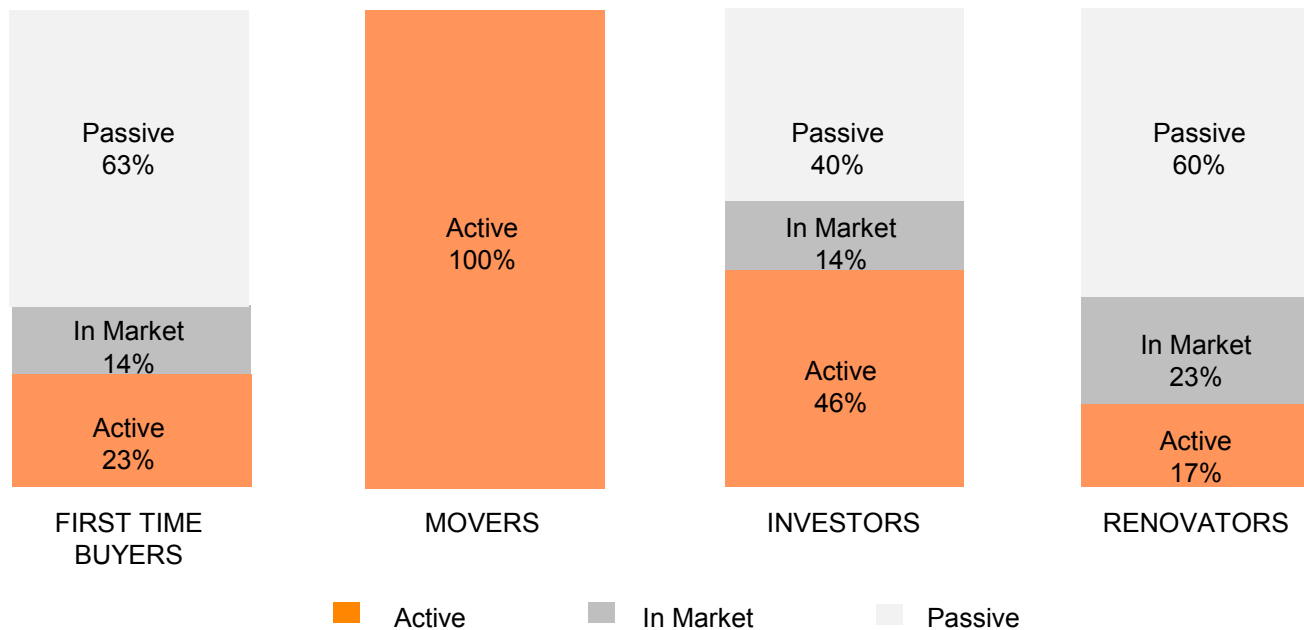 Passive
63%
In Market
14%
Active
23%
FIRST TIME
BUYERS
Active
100%
MOVERS
Passive
40%
In Market
14%
Active
46%
INVESTORS
Passive
60%
In Market
23%
Active
17%
RENOVATORS
Active
In Market
Passive